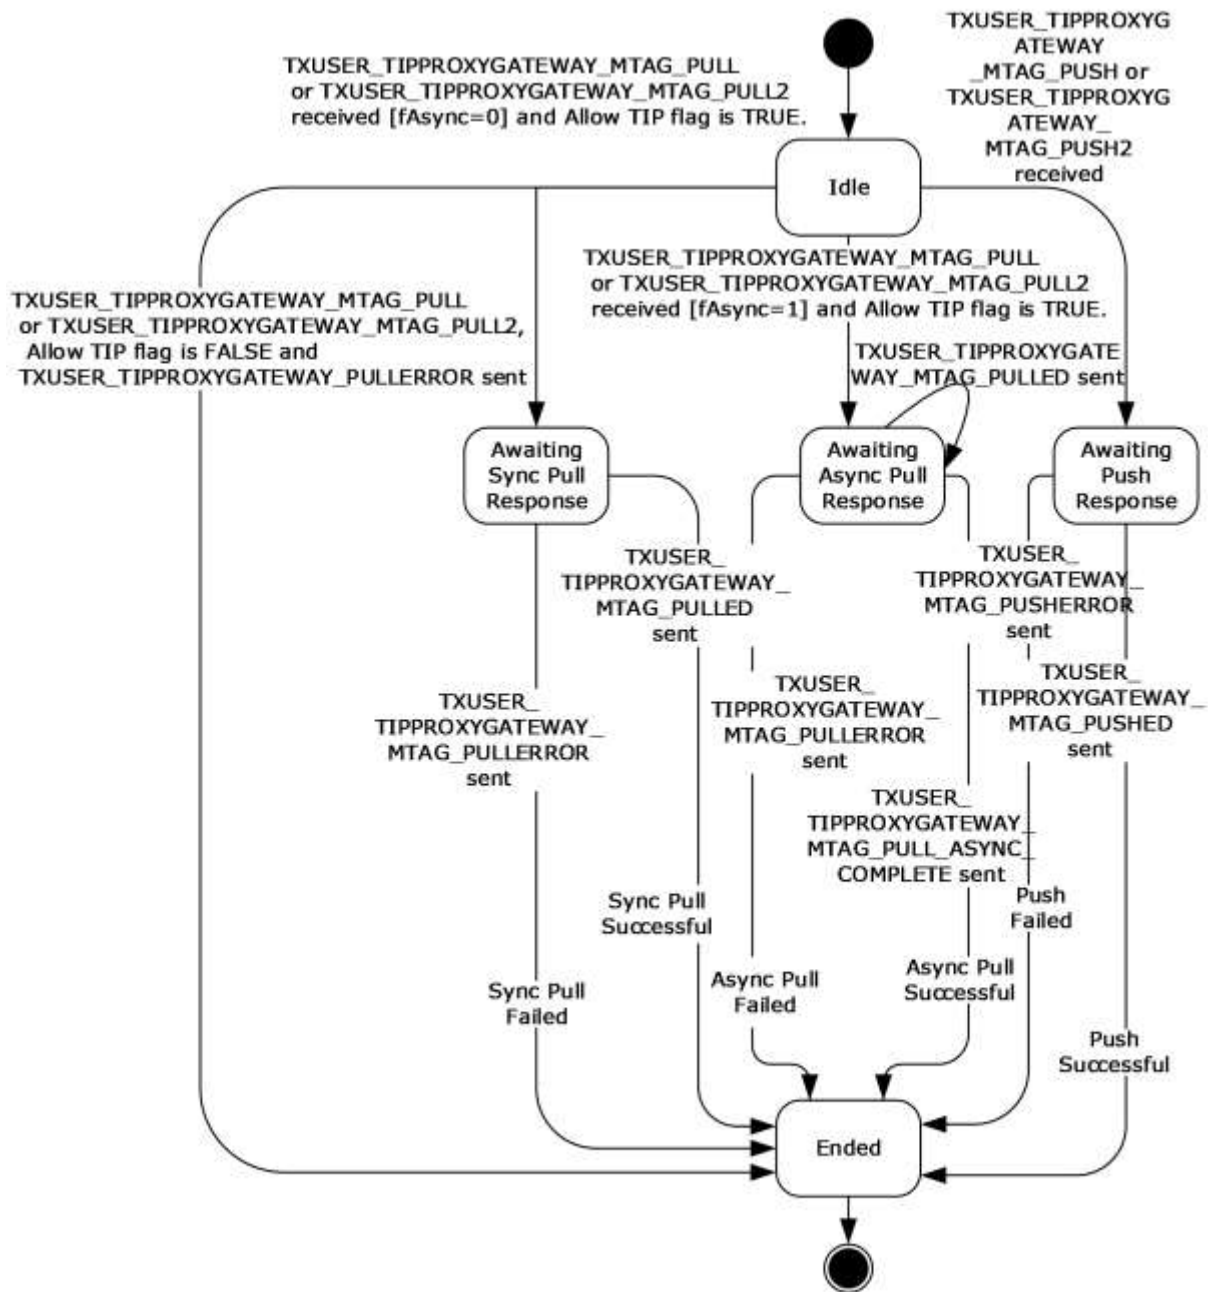 TXUSER_TIPPROXYG
ATEWAY
_MTAG_PUSH or
TXUSER_TIPPROXYG
ATEWAY_
MTAG_PUSH2
received
TXUSER_TIPPROXYGATEWAY_MTAG_PULL
or TXUSER_TIPPROXYGATEWAY_MTAG_PULL2
received [fAsync=0] and Allow TIP flag is TRUE.
Idle
TXUSER_TIPPROXYGATEWAY_MTAG_PULL
or TXUSER_TIPPROXYGATEWAY_MTAG_PULL2
received [fAsync=1] and Allow TIP flag is TRUE.
TXUSER_TIPPROXYGATEWAY_MTAG_PULL
or TXUSER_TIPPROXYGATEWAY_MTAG_PULL2,
Allow TIP flag is FALSE and
TXUSER_TIPPROXYGATEWAY_PULLERROR sent
TXUSER_TIPPROXYGATE
WAY_MTAG_PULLED sent
Awaiting
Sync Pull
Response
Awaiting
Async Pull
Response
Awaiting
Push
Response
TXUSER_
TIPPROXYGATEWAY_
MTAG_PULLED
sent
TXUSER_
TIPPROXYGATEWAY_
MTAG_PUSHERROR
sent
TXUSER_
TIPPROXYGATEWAY_
MTAG_PULLERROR
sent
TXUSER_
TIPPROXYGATEWAY_
MTAG_PULLERROR
sent
TXUSER_
TIPPROXYGATEWAY_
MTAG_PUSHED
sent
TXUSER_
TIPPROXYGATEWAY_
MTAG_PULL_ASYNC_
COMPLETE sent
Sync Pull
Successful
Push
Failed
Sync Pull
Failed
Async Pull
Failed
Async Pull
Successful
Push
Successful
Ended